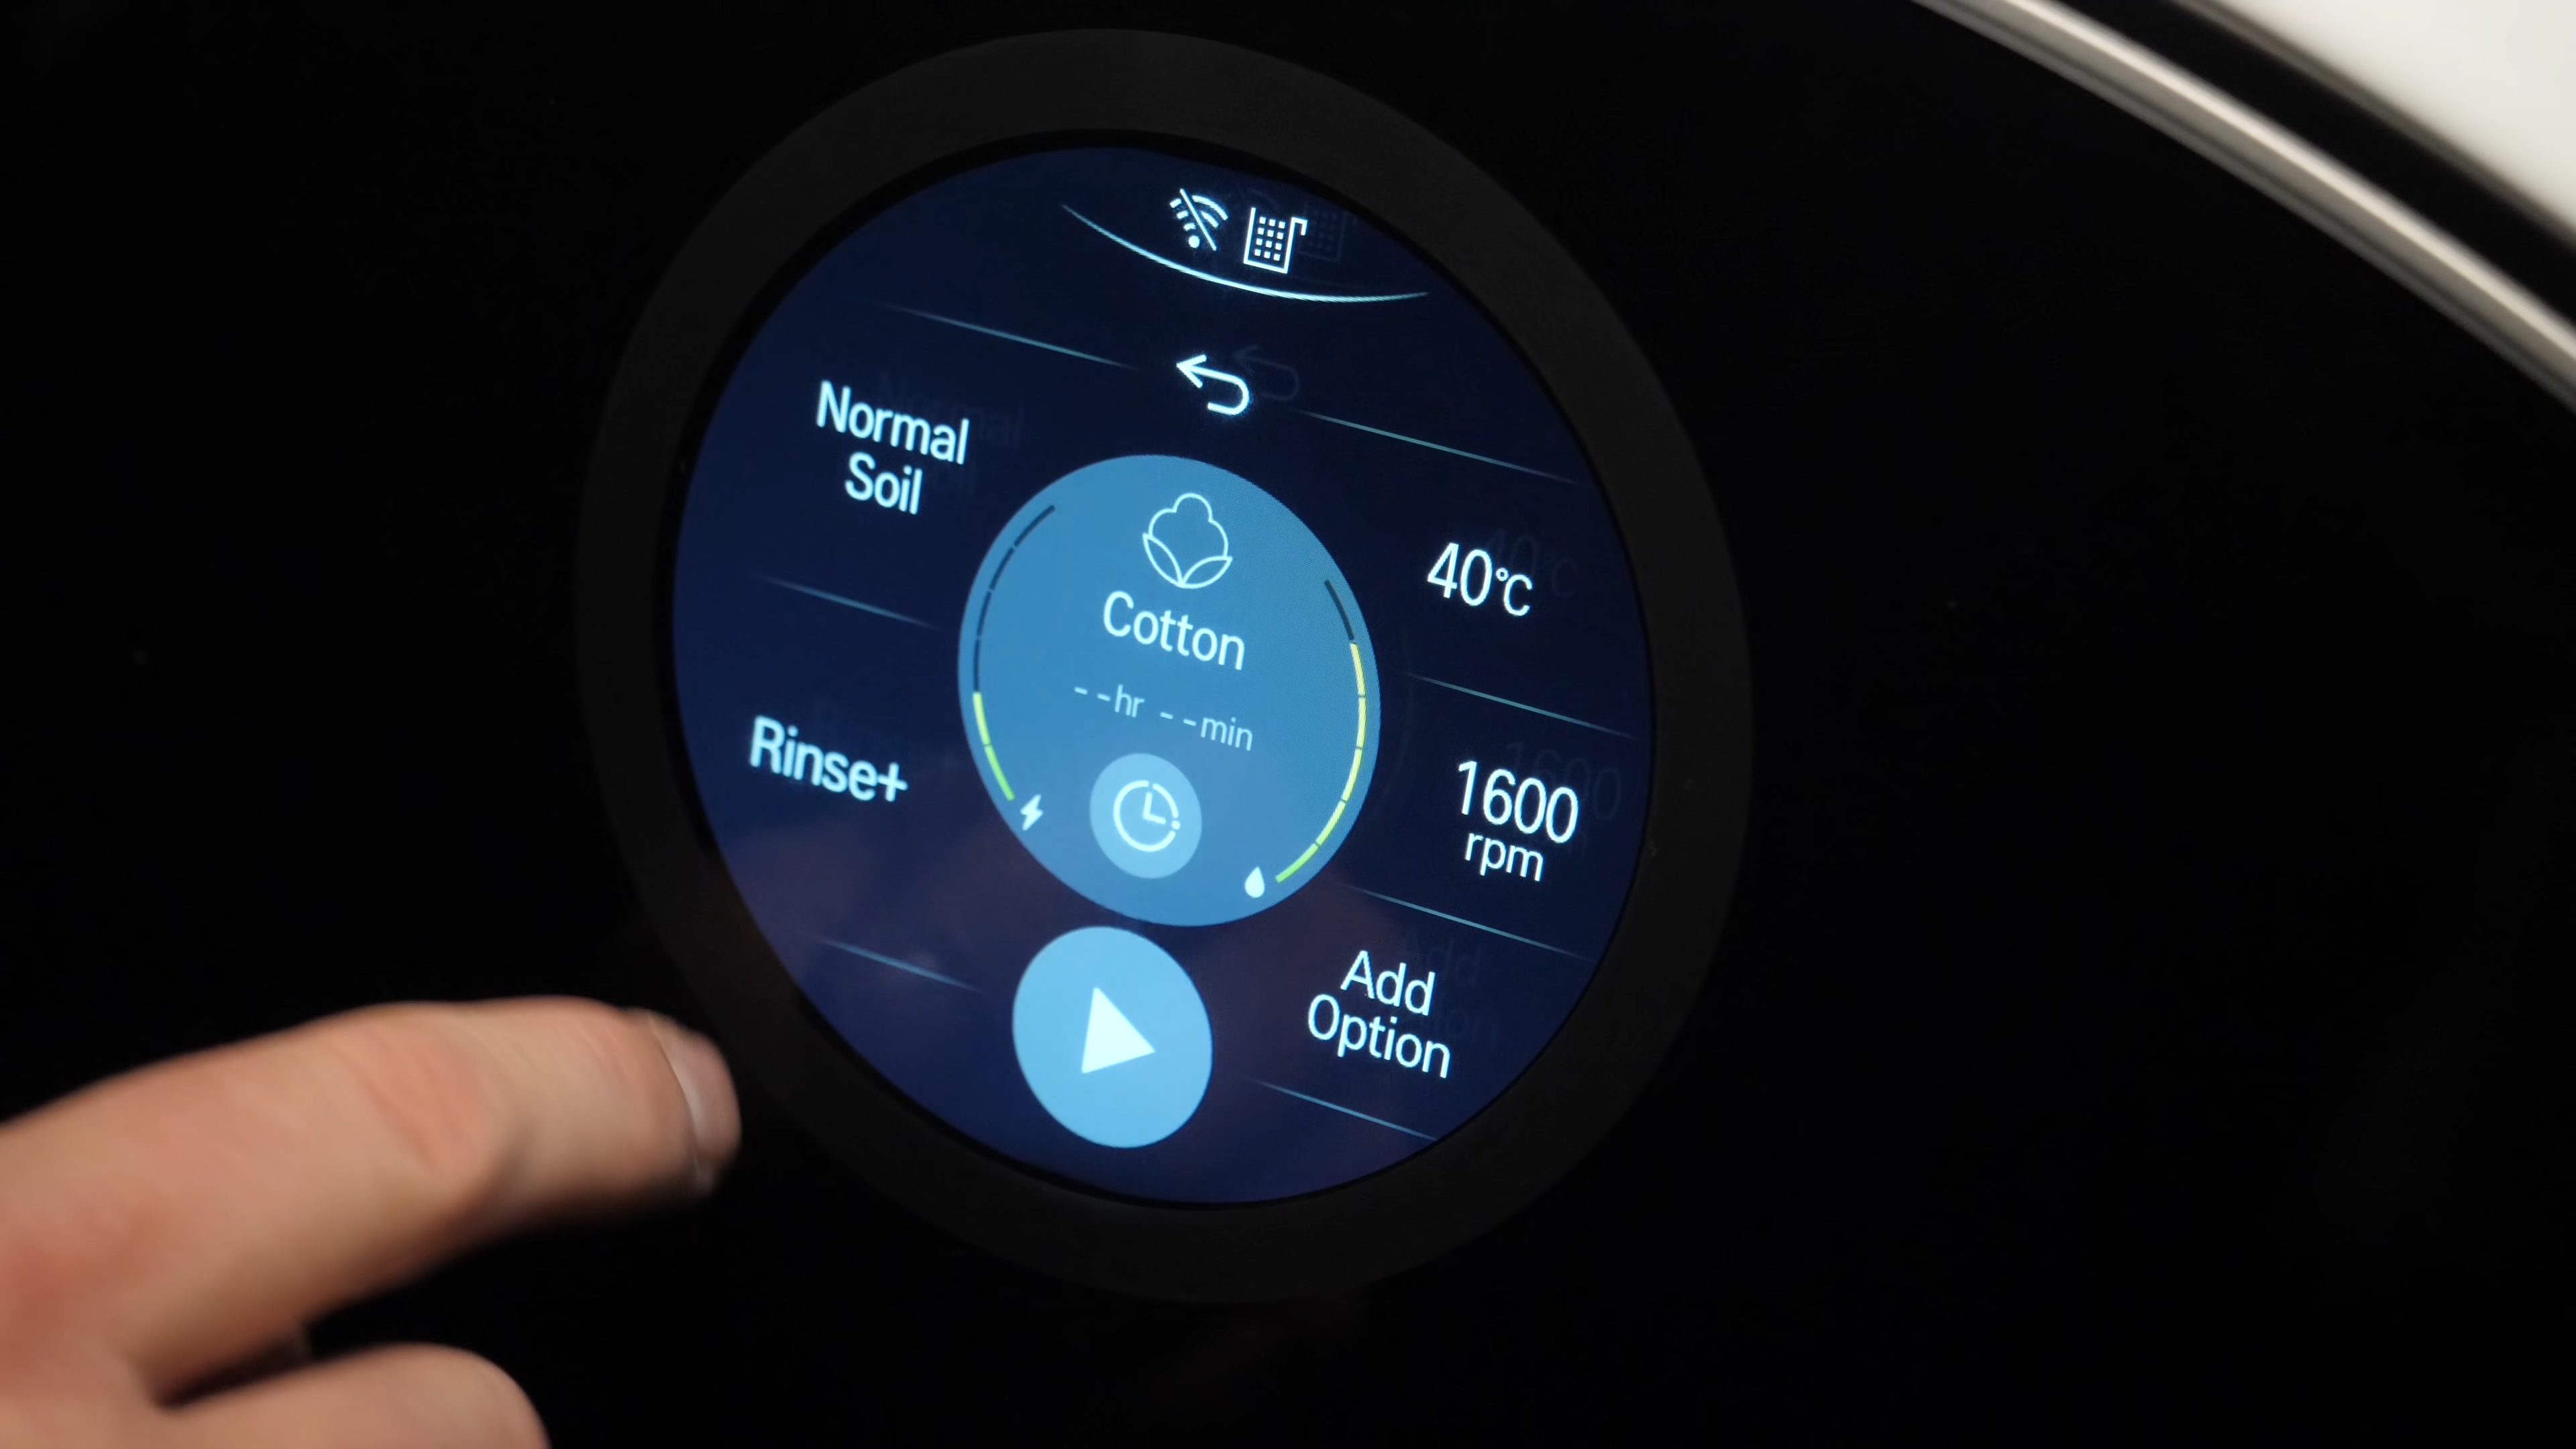 Normal
Soil
40°C
Cotton
--hr --min
Rinse+
1600
rpm
Add
Option